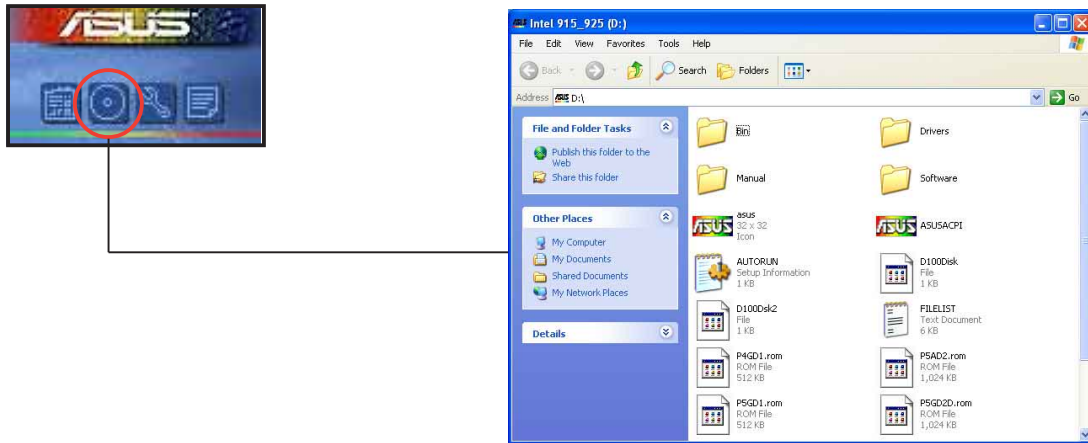 ASUS
Intel 915_925 (D:)
File Edit View Favorites Tools Help
Back Search Folders
Address D:\ Go
File and Folder Tasks
Publish this folder to the
Web
Share this folder
Other Places
My Computer
My Documents
Shared Documents
My Network Places
Details
Bin
Drivers
Manual
Software
ASUS
asus
32 x 32
Icon
ASUS
ASUSACPI
AUTORUN
Setup Information
1 KB
D100Disk
File
1 KB
D100Dsk2
File
1 KB
FILELIST
Text Document
6 KB
P4GD1.rom
ROM File
512 KB
P5AD2.rom
ROM File
1,024 KB
P5GD1.rom
ROM File
512 KB
P5GD2D.rom
ROM File
1,024 KB